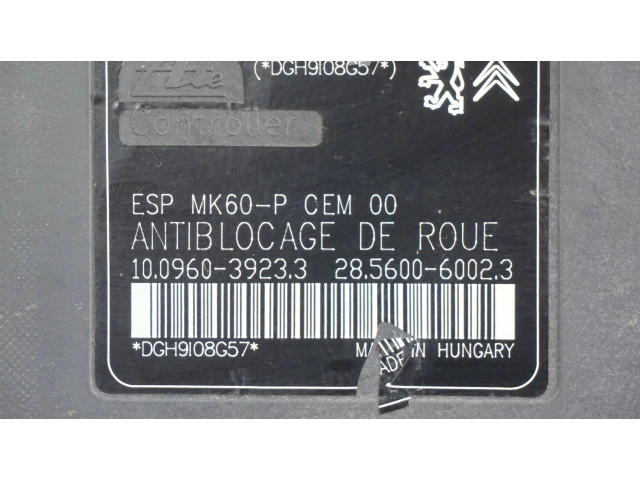 (*DGH9I08G57*)
Ate
Controller
ESP MK60-P CEM 00
ANTIBLOCAGE DE ROUE
10.0960-3923.3 28.5600-6002.3
*DGH9I08G57* IN HUNGARY